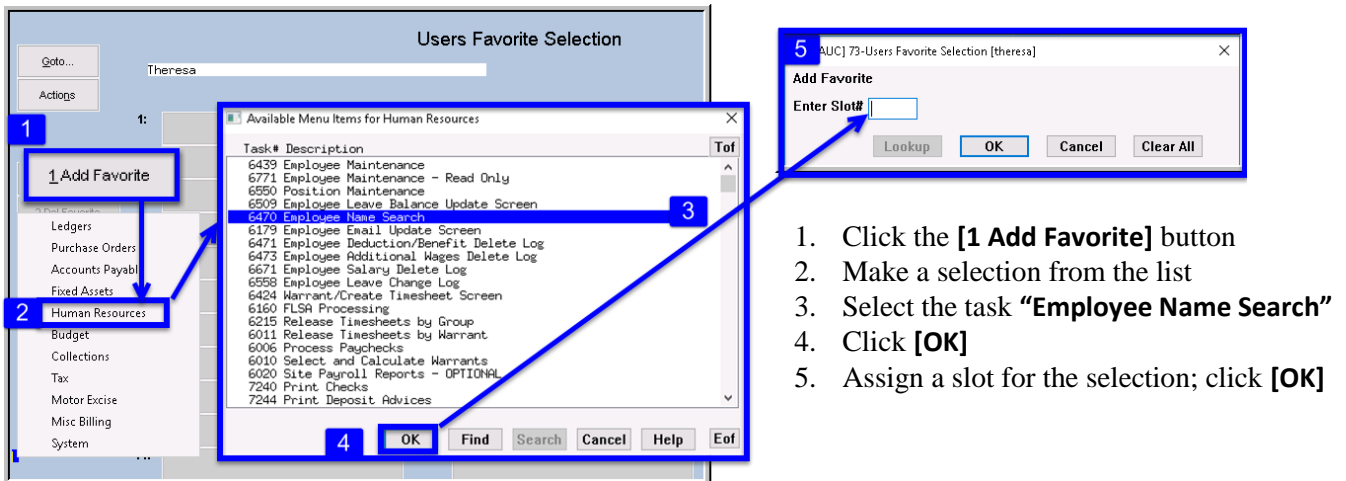 Users Favorite Selection
Goto...
Theresa
Actions
1
1:
1 Add Favorite
2 Del Favorite
Ledgers
Purchase Orders
Accounts Payabl
Fixed Assets
2
Human Resources
Budget
Collections
Tax
Motor Excise
Misc Billing
System
Available Menu Items for Human Resources
Task# Description
Tof
6439 Employee Maintenance
6771 Employee Maintenance - Read Only
6550 Position Maintenance
6509 Employee Leave Balance Update Screen
6470 Employee Name Search
3
6179 Employee Email Update Screen
6471 Employee Deduction/Benefit Delete Log
6473 Employee Additional Wages Delete Log
6671 Employee Salary Delete Log
6558 Employee Leave Change Log
6424 Warrant/Create Timesheet Screen
6160 FLSA Processing
6215 Release Timesheets by Group
6011 Release Timesheets by Warrant
6006 Process Paychecks
6010 Select and Calculate Warrants
6020 Site Payroll Reports - OPTIONAL
7240 Print Checks
7244 Print Deposit Advices
4
OK Find Search Cancel Help Eof
5
AUC] 73-Users Favorite Selection [theresa]
Add Favorite
Enter Slot#
Lookup OK Cancel Clear All
1. Click the [1 Add Favorite] button
2. Make a selection from the list
3. Select the task “Employee Name Search”
4. Click [OK]
5. Assign a slot for the selection; click [OK]